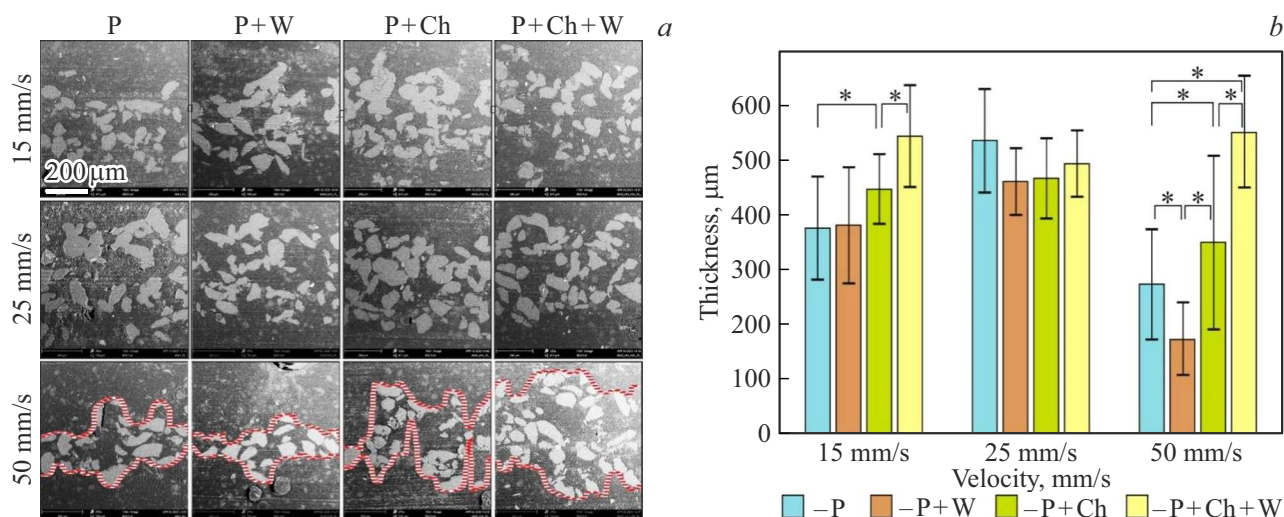 P P+W P+Ch P+Ch+W a
15 mm/s
200 μm
25 mm/s
50 mm/s
b
Thickness, μm
600
500
400
300
200
100
0
* *
* * * * *
15 mm/s 25 mm/s 50 mm/s
Velocity, mm/s
–P –P+W –P+Ch –P+Ch+W